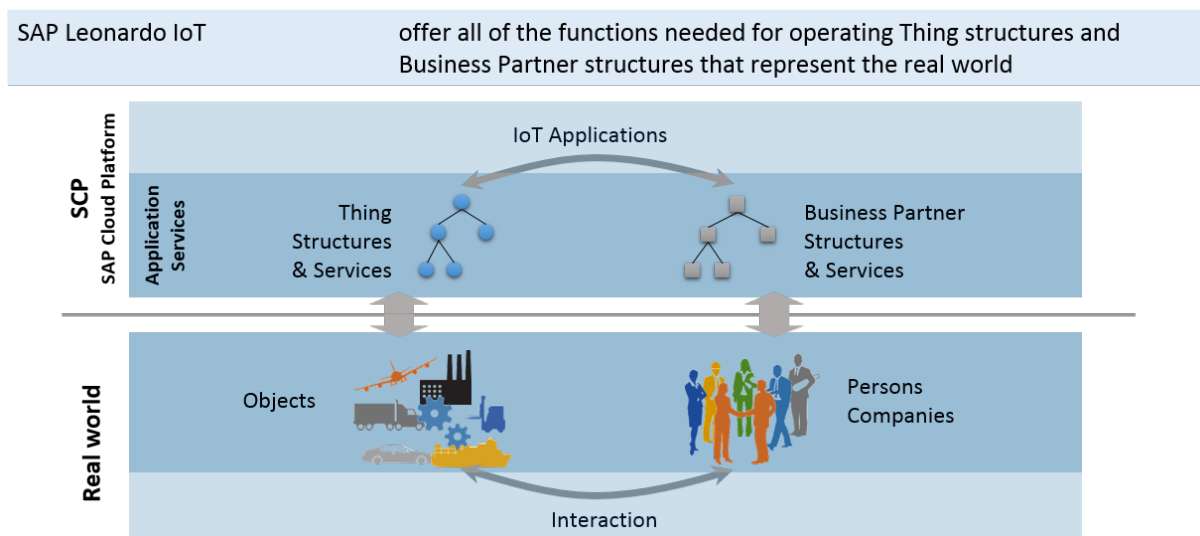 SAP Leonardo IoT
offer all of the functions needed for operating Thing structures and
Business Partner structures that represent the real world
SCP
SAP Cloud Platform
Application
Services
IoT Applications
Thing
Structures
& Services
Business Partner
Structures
& Services
Real world
Objects
Persons
Companies
Interaction